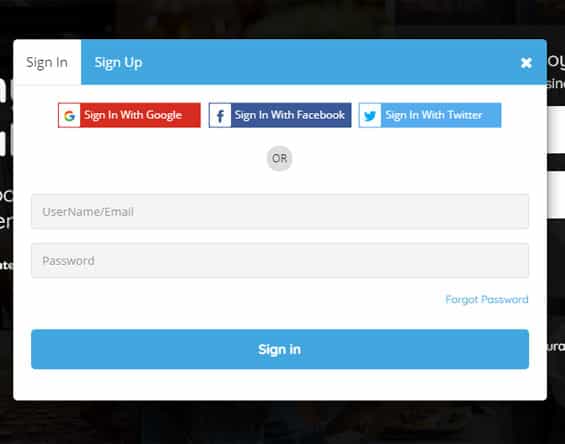 Sign In
Sign Up
Sign In With Google
Sign In With Facebook
Sign In With Twitter
OR
UserName/Email
Password
Forgot Password
Sign in